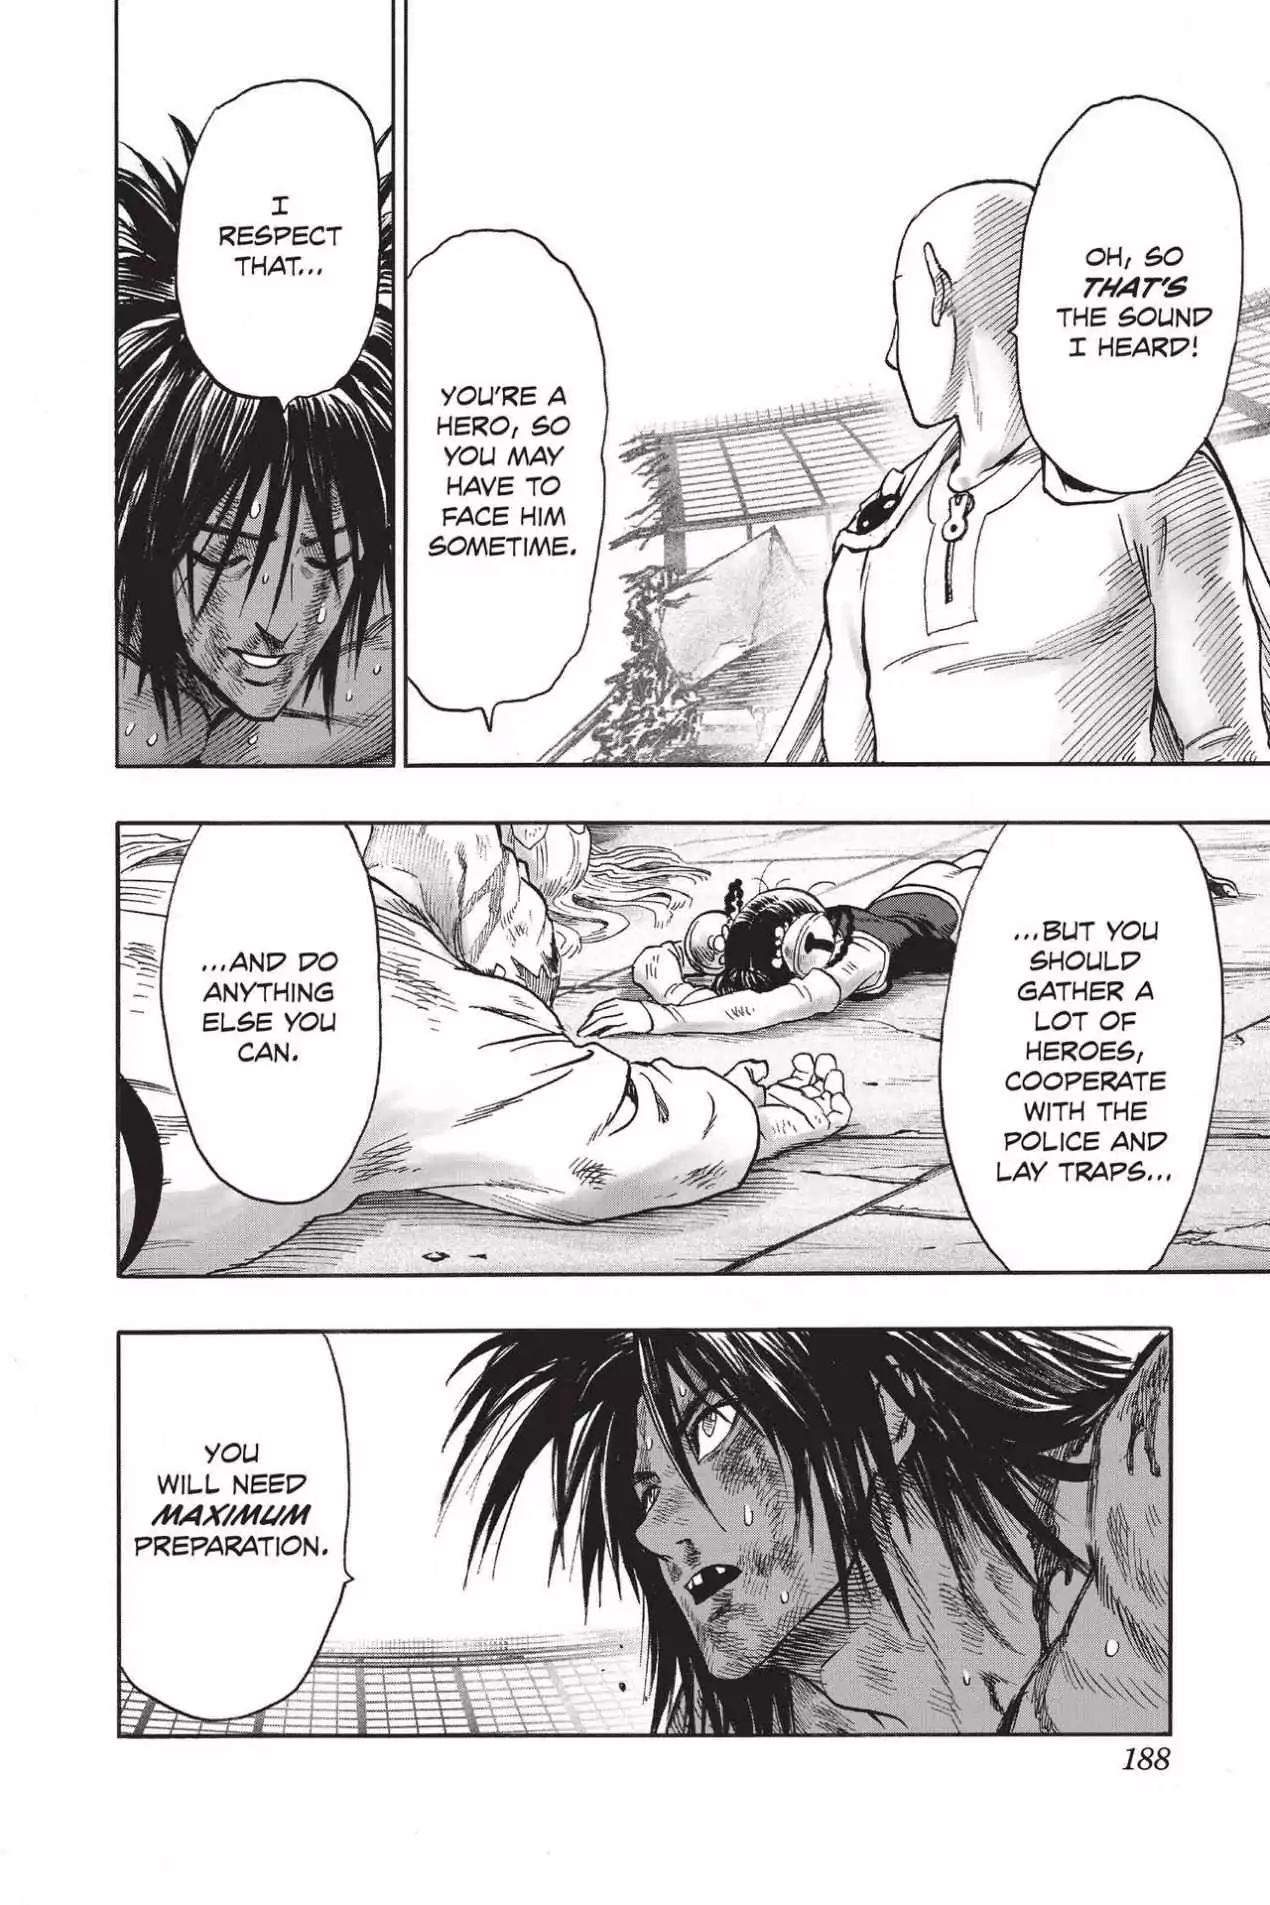 OH, SO
THAT'S
THE SOUND
I HEARD!
YOU'RE A
HERO, SO
YOU MAY
HAVE TO
FACE HIM
SOMETIME.
I
RESPECT
THAT...
...BUT YOU
SHOULD
GATHER A
LOT OF
HEROES,
COOPERATE
WITH THE
POLICE AND
LAY TRAPS...
...AND DO
ANYTHING
ELSE YOU
CAN.
YOU
WILL NEED
MAXIMUM
PREPARATION.
188